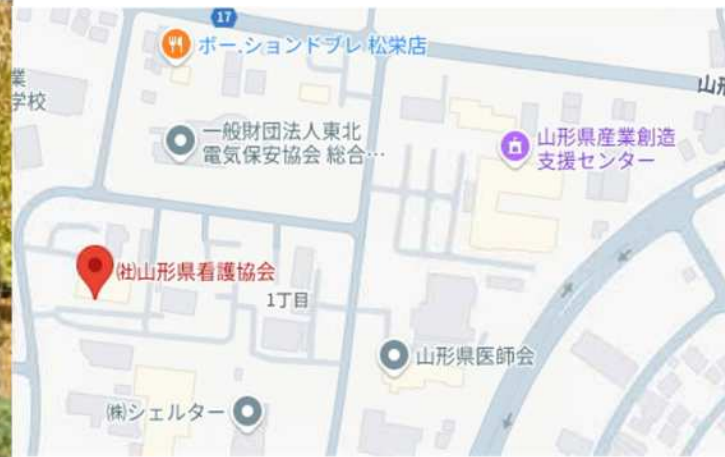 17
ボー.ションドブレ 松栄店
業
学校
山形
一般財団法人東北
電気保安協会 総合…
山形県産業創造
支援センター
㈳山形県看護協会
1丁目
山形県医師会
㈱シェルター